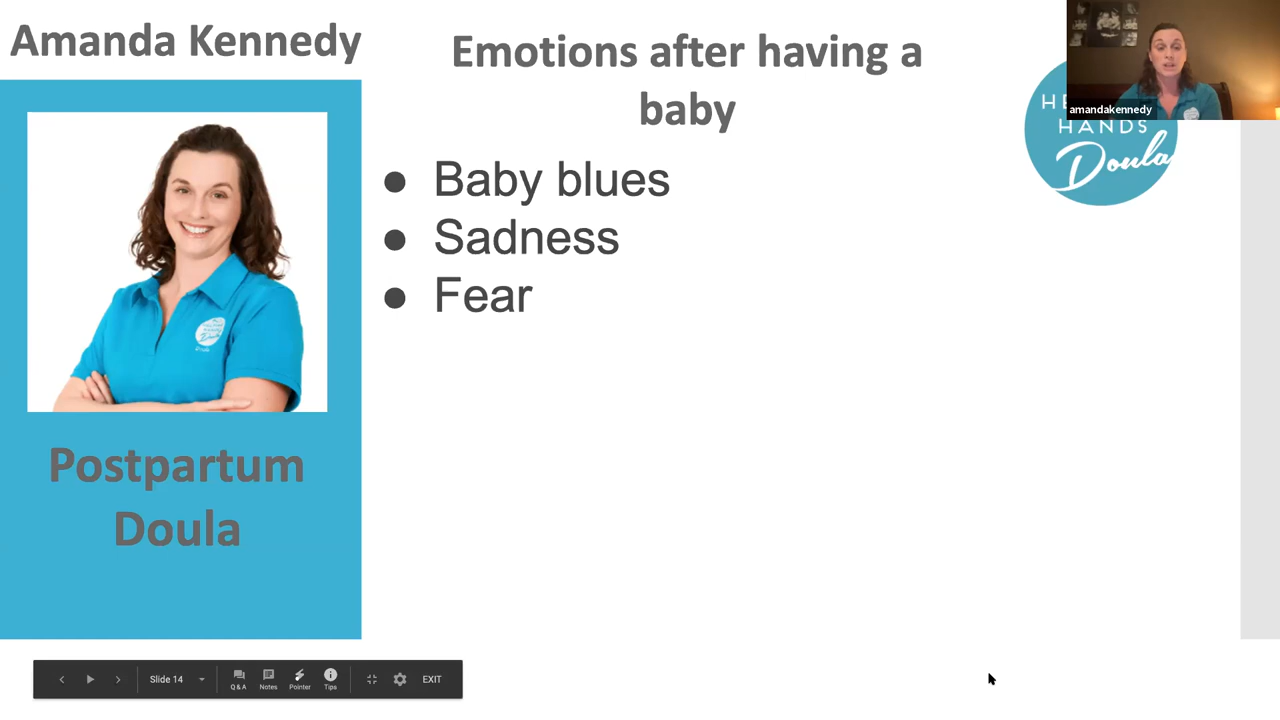 Amanda Kennedy
Emotions after having a
baby
● Baby blues
● Sadness
● Fear
Postpartum
Doula
HANDS
Doula
amandakennedy
Slide 14
Q&A
Notes
Pointer
Tips
EXIT